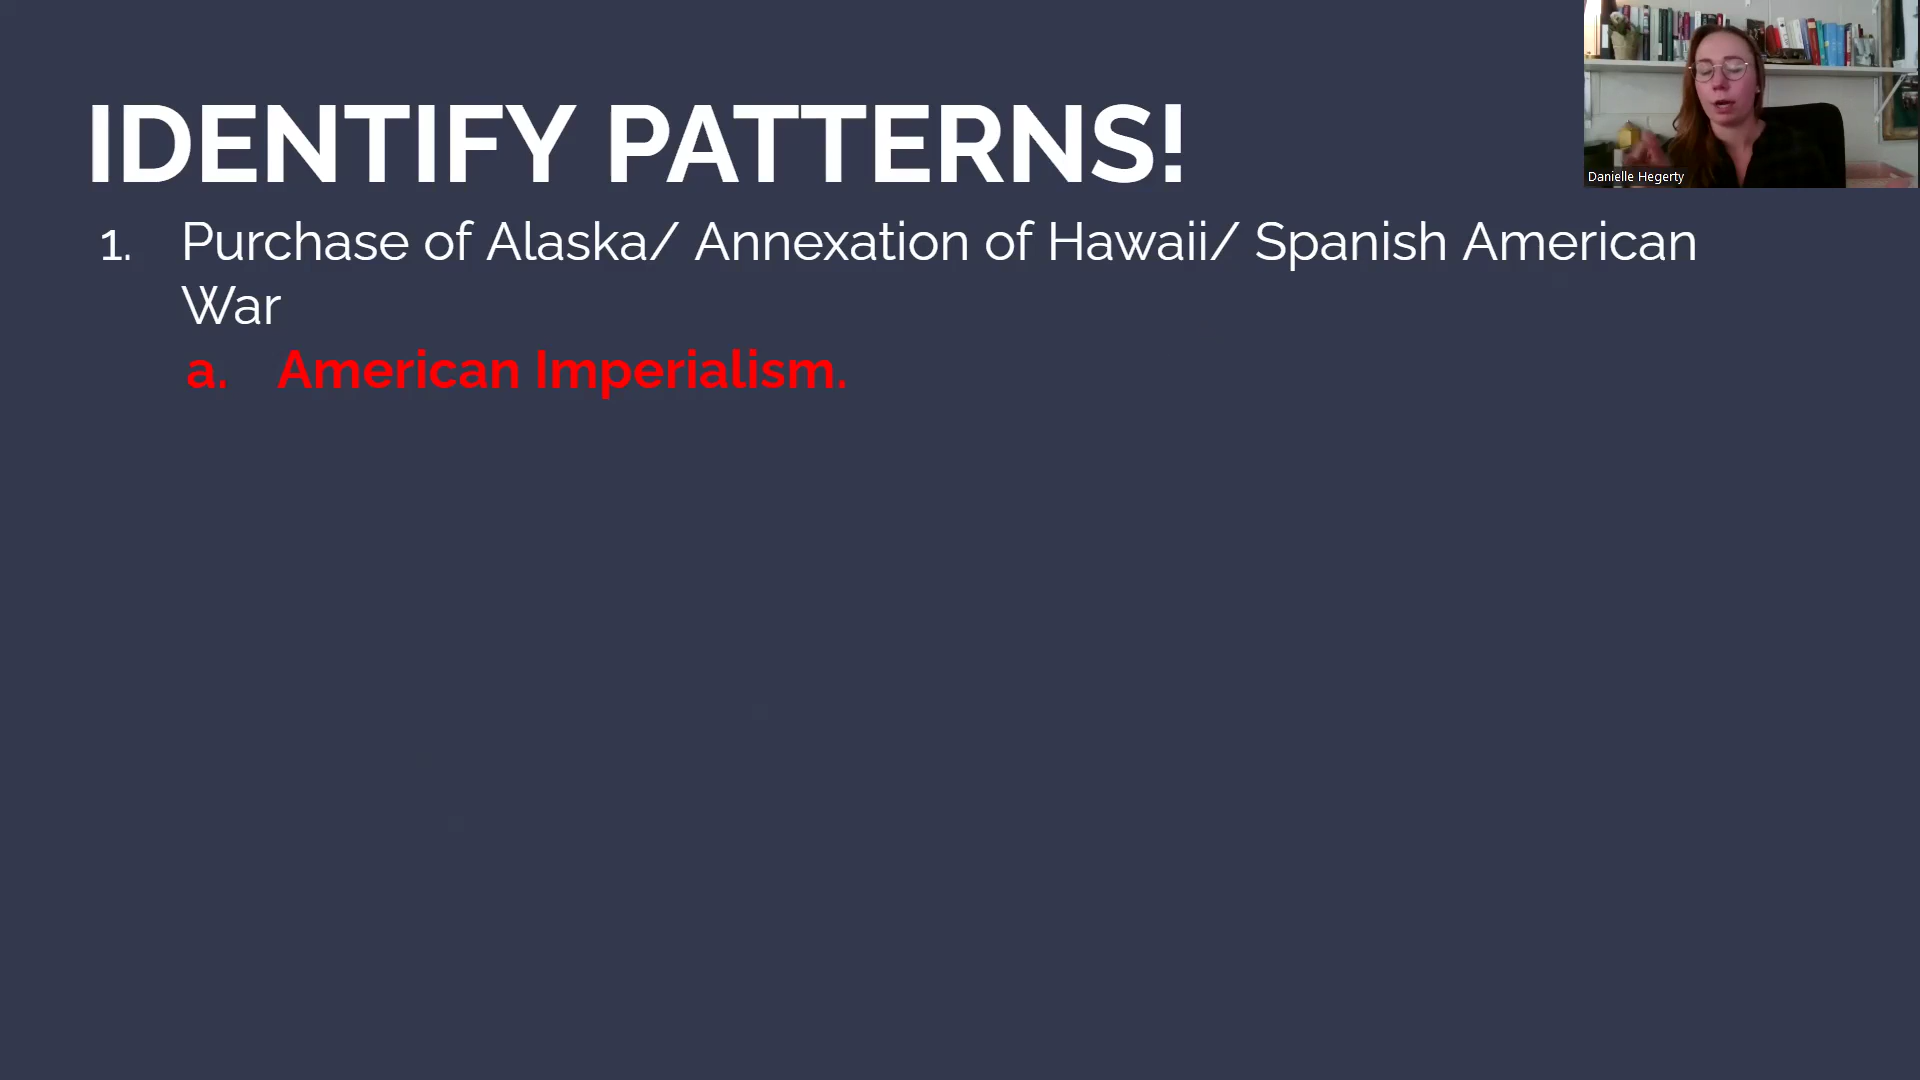 IDENTIFY PATTERNS!
1. Purchase of Alaska/ Annexation of Hawaii/ Spanish American
War
a. American Imperialism.
Danielle Hegerty